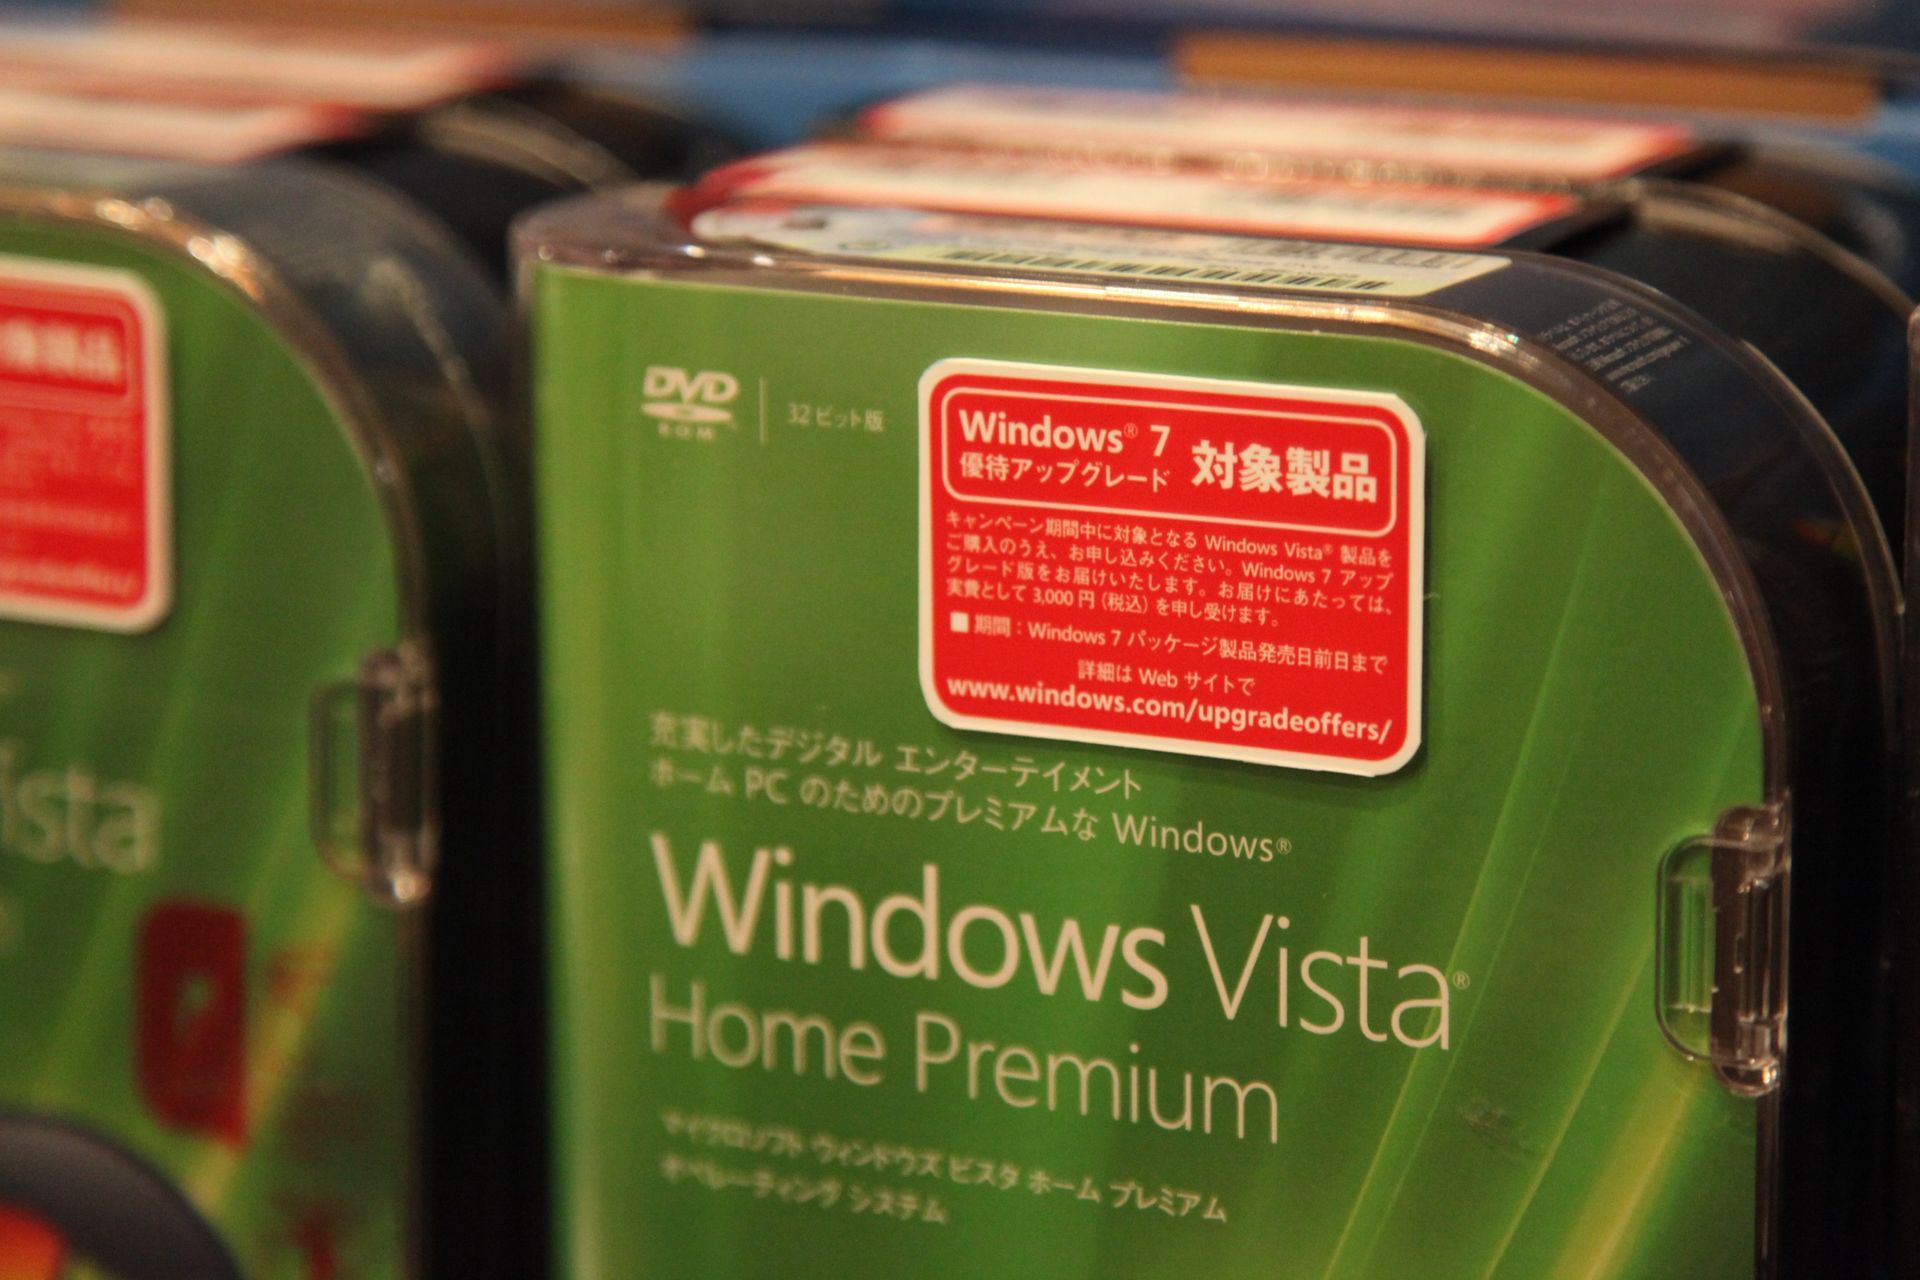 DVD
ROM
32 ビット版
Windows® 7
優待アップグレード
対象製品
キャンペーン期間中に対象となる Windows Vista® 製品を
ご購入のうえ、お申し込みください。Windows 7 アップ
グレード版をお届けいたします。お届けにあたっては、
実費として 3,000 円 (税込) を申し受けます。
■ 期間 : Windows 7 パッケージ製品発売日前日まで
詳細は Web サイトで
www.windows.com/upgradeoffers/
充実したデジタル エンターテイメント
ホーム PC のためのプレミアムな Windows®
Windows Vista®
Home Premium
マイクロソフト ウィンドウズ ビスタ ホーム プレミアム
オペレーティング システム
象製品
gradeoffers/
ista